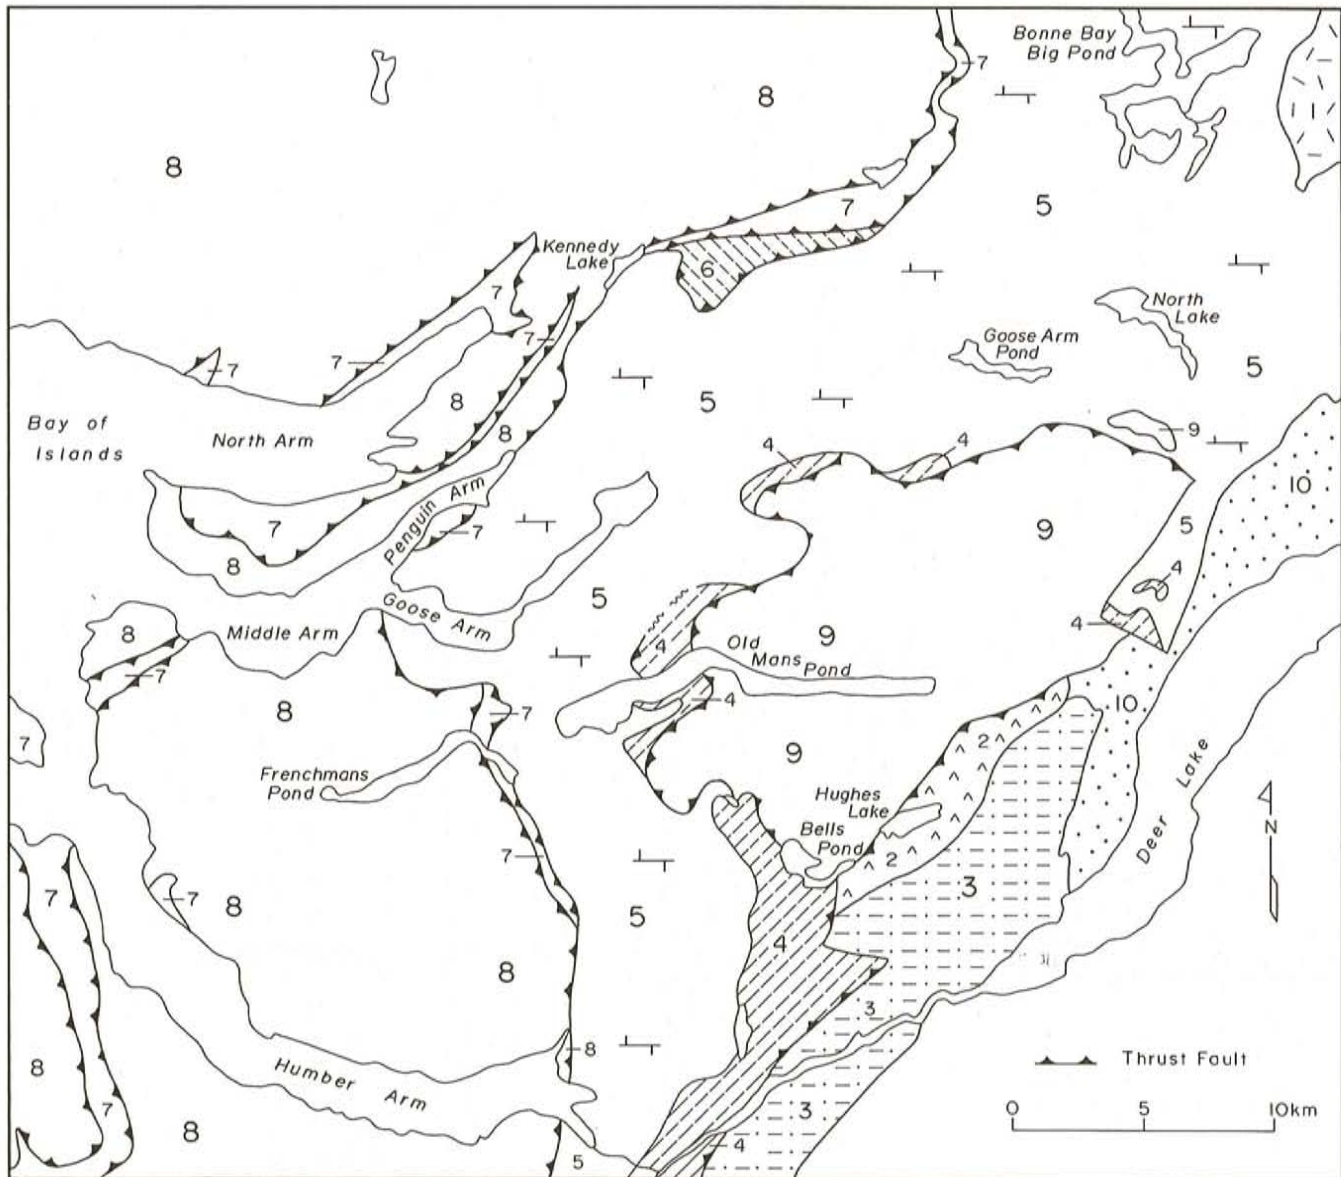 Bonne Bay
Big Pond
7
8
8
5
7
Kennedy
Lake
6
7
North
Lake
Goose Arm
Pond
7
7
7
5
5
8
Bay of
Islands
North Arm
8
4
4
9
10
7
Penguin Arm
7
9
5
8
4
5
Goose Arm
8
Middle Arm
4
9
Old
Mans Pond
4
7
8
7
4
10
2
7
9
Frenchmans
Pond
Hughes
Lake
Bells
Pond
Deer Lake
N
7
2
7
7
8
5
3
4
8
3
8
Thrust Fault
8
Humber Arm
7
3
0 5 10km
8
4
5